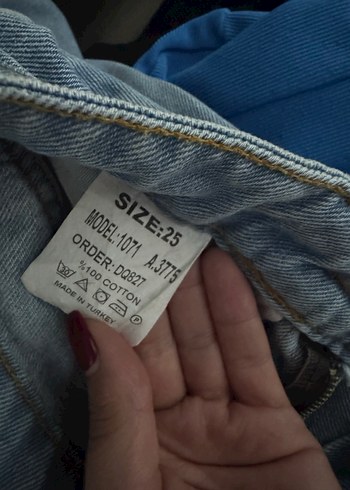 SIZE:25
MODEL:1071 A.3775
ORDER:DQ827
%100 COTTON
P
MADE IN TURKEY